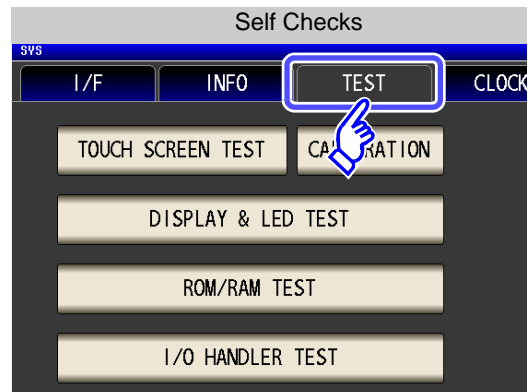 Self Checks
SYS
I/F INFO TEST CLOCK
TOUCH SCREEN TEST
DISPLAY & LED TEST
ROM/RAM TEST
I/O HANDLER TEST